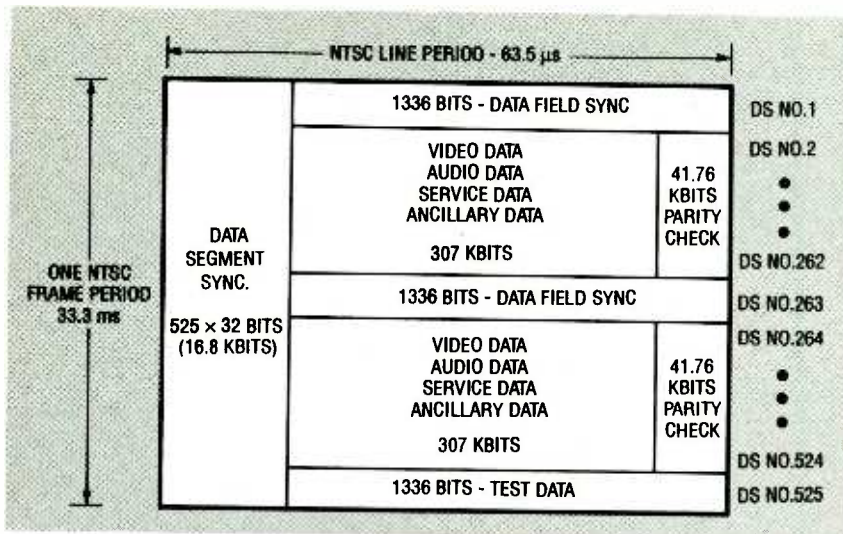 NTSC LINE PERIOD - 63.5 µs
1336 BITS - DATA FIELD SYNC
DS NO.1
VIDEO DATA
AUDIO DATA
SERVICE DATA
ANCILLARY DATA
307 KBITS
41.76
KBITS
PARITY
CHECK
DS NO.2
DS NO.262
DATA
SEGMENT
SYNC.
525 × 32 BITS
(16.8 KBITS)
ONE NTSC
FRAME PERIOD
33.3 ms
1336 BITS - DATA FIELD SYNC
DS NO.263
VIDEO DATA
AUDIO DATA
SERVICE DATA
ANCILLARY DATA
307 KBITS
41.76
KBITS
PARITY
CHECK
DS NO.264
DS NO.524
1336 BITS - TEST DATA
DS NO.525